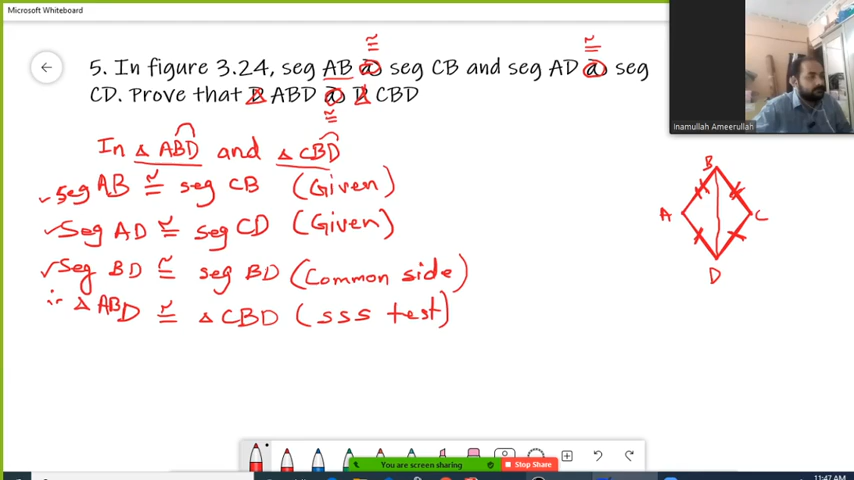 Microsoft Whiteboard
5. In figure 3.24, seg AB ≅ seg CB and seg AD ≅ seg
CD. Prove that Δ ABD ≅ Δ CBD
Inamullah Ameerullah
In Δ ABD and Δ CBD
seg AB ≅ seg CB (Given)
seg AD ≅ seg CD (Given)
seg BD ≅ seg BD (Common side)
∴ Δ ABD ≅ Δ CBD (SSS test)
B
A
C
D
You are screen sharing
Stop Share
11:47 AM